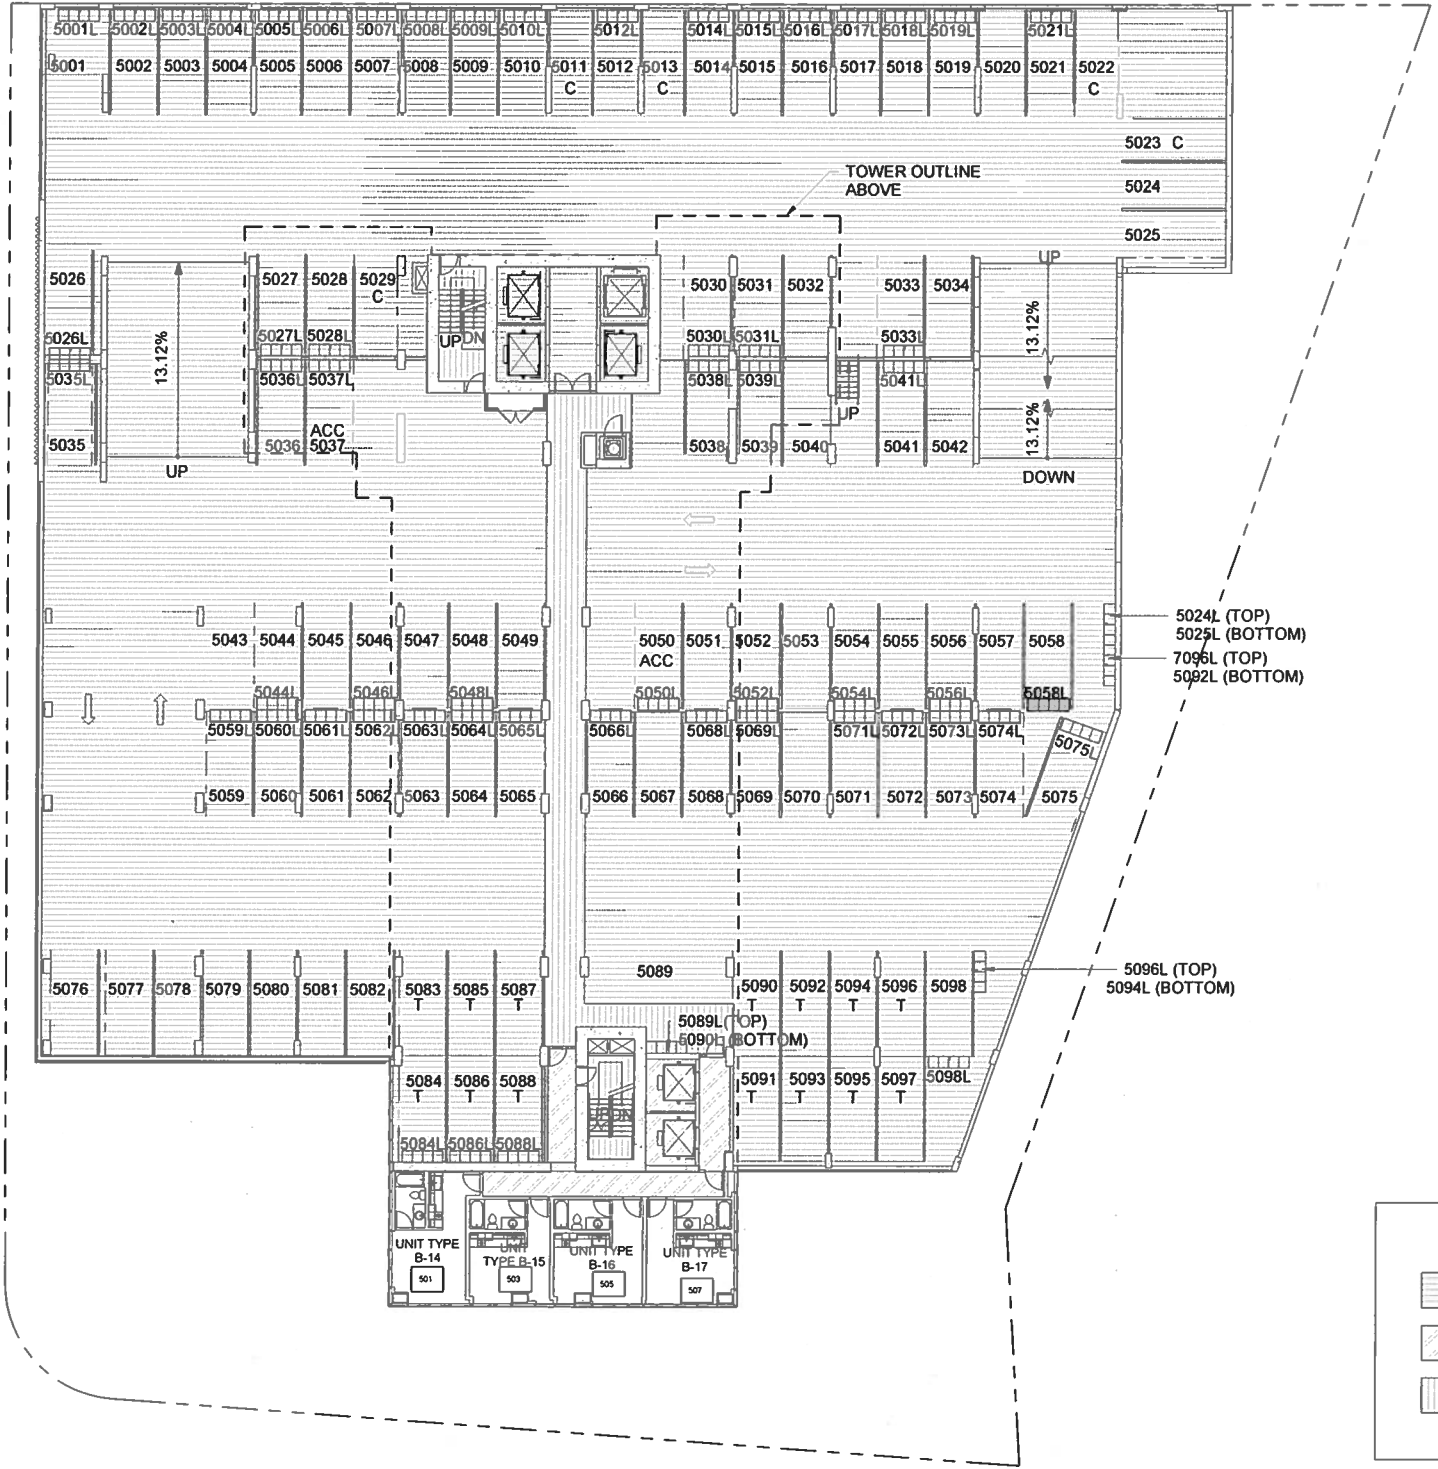 5001L 5002L 5003L 5004L 5005L 5006L 5007L 5008L 5009L 5010L 5012L 5014L 5015L 5016L 5017L 5018L 5019L 5021L
5001 5002 5003 5004 5005 5006 5007 5008 5009 5010 5011 5012 5013 5014 5015 5016 5017 5018 5019 5020 5021 5022
C C C
5023 C
TOWER OUTLINE
ABOVE
5024
5025
UP
5026 5027 5028 5029 5030 5031 5032 5033 5034
C
13.12% 13.12%
5026L 5027L 5028L UP DN 5030L 5031L 5033L
5035L 5036L 5037L 5038L 5039L 5041L
UP
13.12%
ACC
5035 5036 5037 5038 5039 5040 5041 5042
UP DOWN
5024L (TOP)
5025L (BOTTOM)
5043 5044 5045 5046 5047 5048 5049 5050 5051 5052 5053 5054 5055 5056 5057 5058
ACC
7096L (TOP)
5092L (BOTTOM)
5044L 5046L 5048L 5050L 5052L 5054L 5056L 5058L
5059L 5060L 5061L 5062L 5063L 5064L 5065L 5066L 5068L 5069L 5071L 5072L 5073L 5074L
5075L
5059 5060 5061 5062 5063 5064 5065 5066 5067 5068 5069 5070 5071 5072 5073 5074 5075
5089
5096L (TOP)
5094L (BOTTOM)
5076 5077 5078 5079 5080 5081 5082 5083 5085 5087 5090 5092 5094 5096 5098
T T T T T T T
5089L (TOP)
5090L (BOTTOM)
5084 5086 5088 5091 5093 5095 5097 5098L
T T T T T T T
UP DN
5084L 5086L 5088L
UNIT TYPE
B-14
501
UNIT
TYPE B-15
503
UNIT TYPE
B-16
505
UNIT TYPE
B-17
507